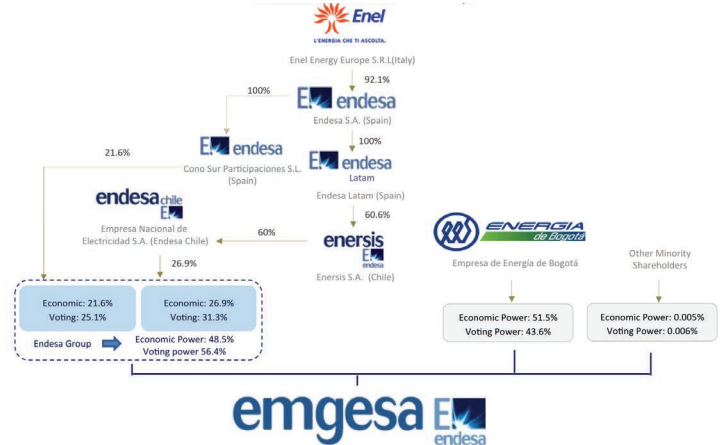 Enel
L'ENERGIA CHE TI ASCOLTA.
Enel Energy Europe S.R.L(Italy)
92.1%
100%
endesa
Endesa S.A. (Spain)
21.6%
endesa
Cono Sur Participaciones S.L.
(Spain)
100%
endesa
Latam
Endesa Latam (Spain)
endesa chile
Empresa Nacional de
Electricidad S.A. (Endesa Chile)
60%
60.6%
enersis
endesa
Enersis S.A. (Chile)
26.9%
ENERGIA
de Bogotá
Empresa de Energía de Bogotá
Other Minority
Shareholders
Economic: 21.6%
Voting: 25.1%
Economic: 26.9%
Voting: 31.3%
Endesa Group
Economic Power: 48.5%
Voting power 56.4%
Economic Power: 51.5%
Voting Power: 43.6%
Economic Power: 0.005%
Voting Power: 0.006%
emgesa
endesa